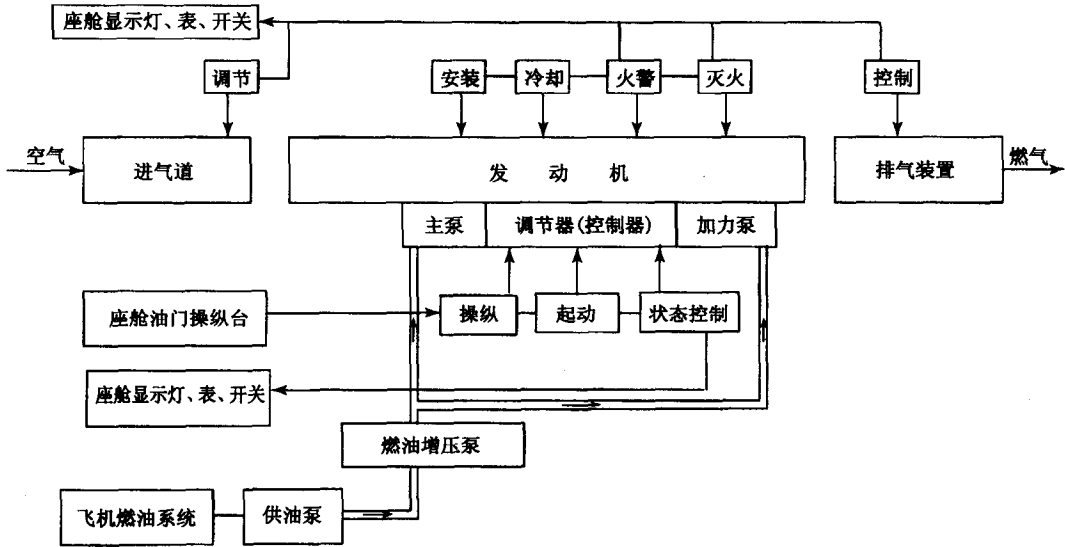 座舱显示灯、表、开关
调节
安装
冷却
火警
灭火
控制
空气
进气道
发动机
排气装置
燃气
主泵
调节器(控制器)
加力泵
座舱油门操纵台
操纵
起动
状态控制
座舱显示灯、表、开关
燃油增压泵
飞机燃油系统
供油泵